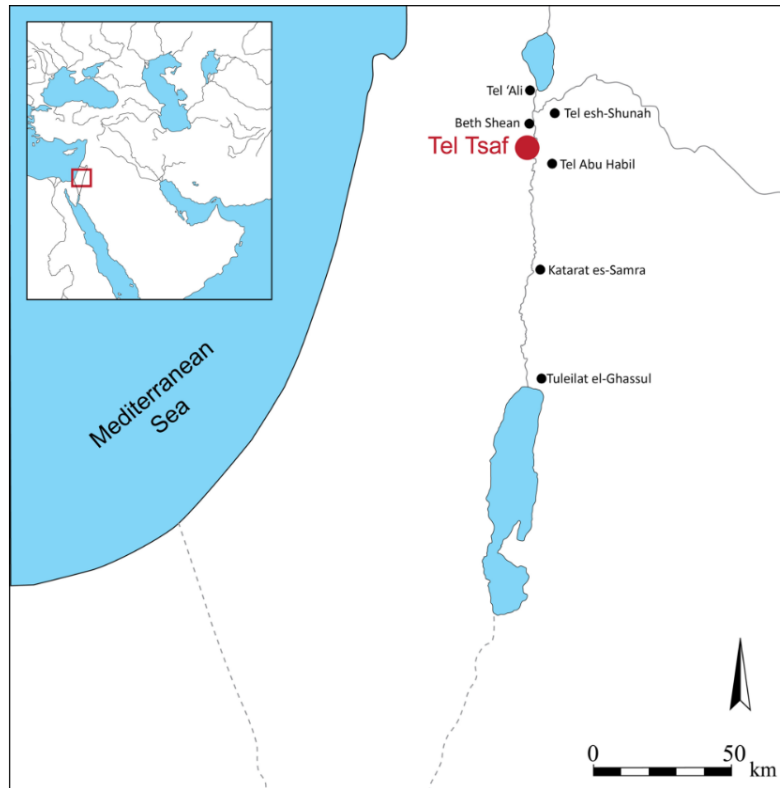 Tel ‘Ali
Tel esh-Shunah
Beth Shean
Tel Tsaf
Tel Abu Habil
Katarat es-Samra
Mediterranean
Sea
Tuleilat el-Ghassul
0 50
km